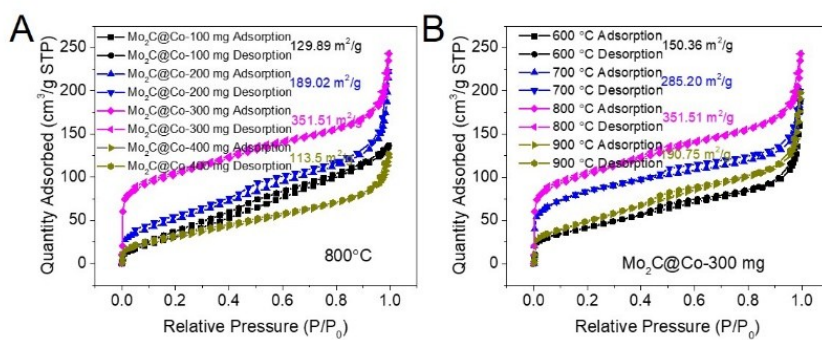 A
Quantity Adsorbed (cm³/g STP)
250
200
150
100
50
0
Mo₂C@Co-100 mg Adsorption
Mo₂C@Co-100 mg Desorption
129.89 m²/g
Mo₂C@Co-200 mg Adsorption
Mo₂C@Co-200 mg Desorption
189.02 m²/g
Mo₂C@Co-300 mg Adsorption
Mo₂C@Co-300 mg Desorption
351.51 m²/g
Mo₂C@Co-400 mg Adsorption
Mo₂C@Co-400 mg Desorption
113.5 m²/g
800°C
0.0 0.2 0.4 0.6 0.8 1.0
Relative Pressure (P/P₀)
B
Quantity Adsorbed (cm³/g STP)
250
200
150
100
50
0
600 °C Adsorption
600 °C Desorption
150.36 m²/g
700 °C Adsorption
700 °C Desorption
285.20 m²/g
800 °C Adsorption
800 °C Desorption
351.51 m²/g
900 °C Adsorption
900 °C Desorption
190.75 m²/g
Mo₂C@Co-300 mg
0.0 0.2 0.4 0.6 0.8 1.0
Relative Pressure (P/P₀)